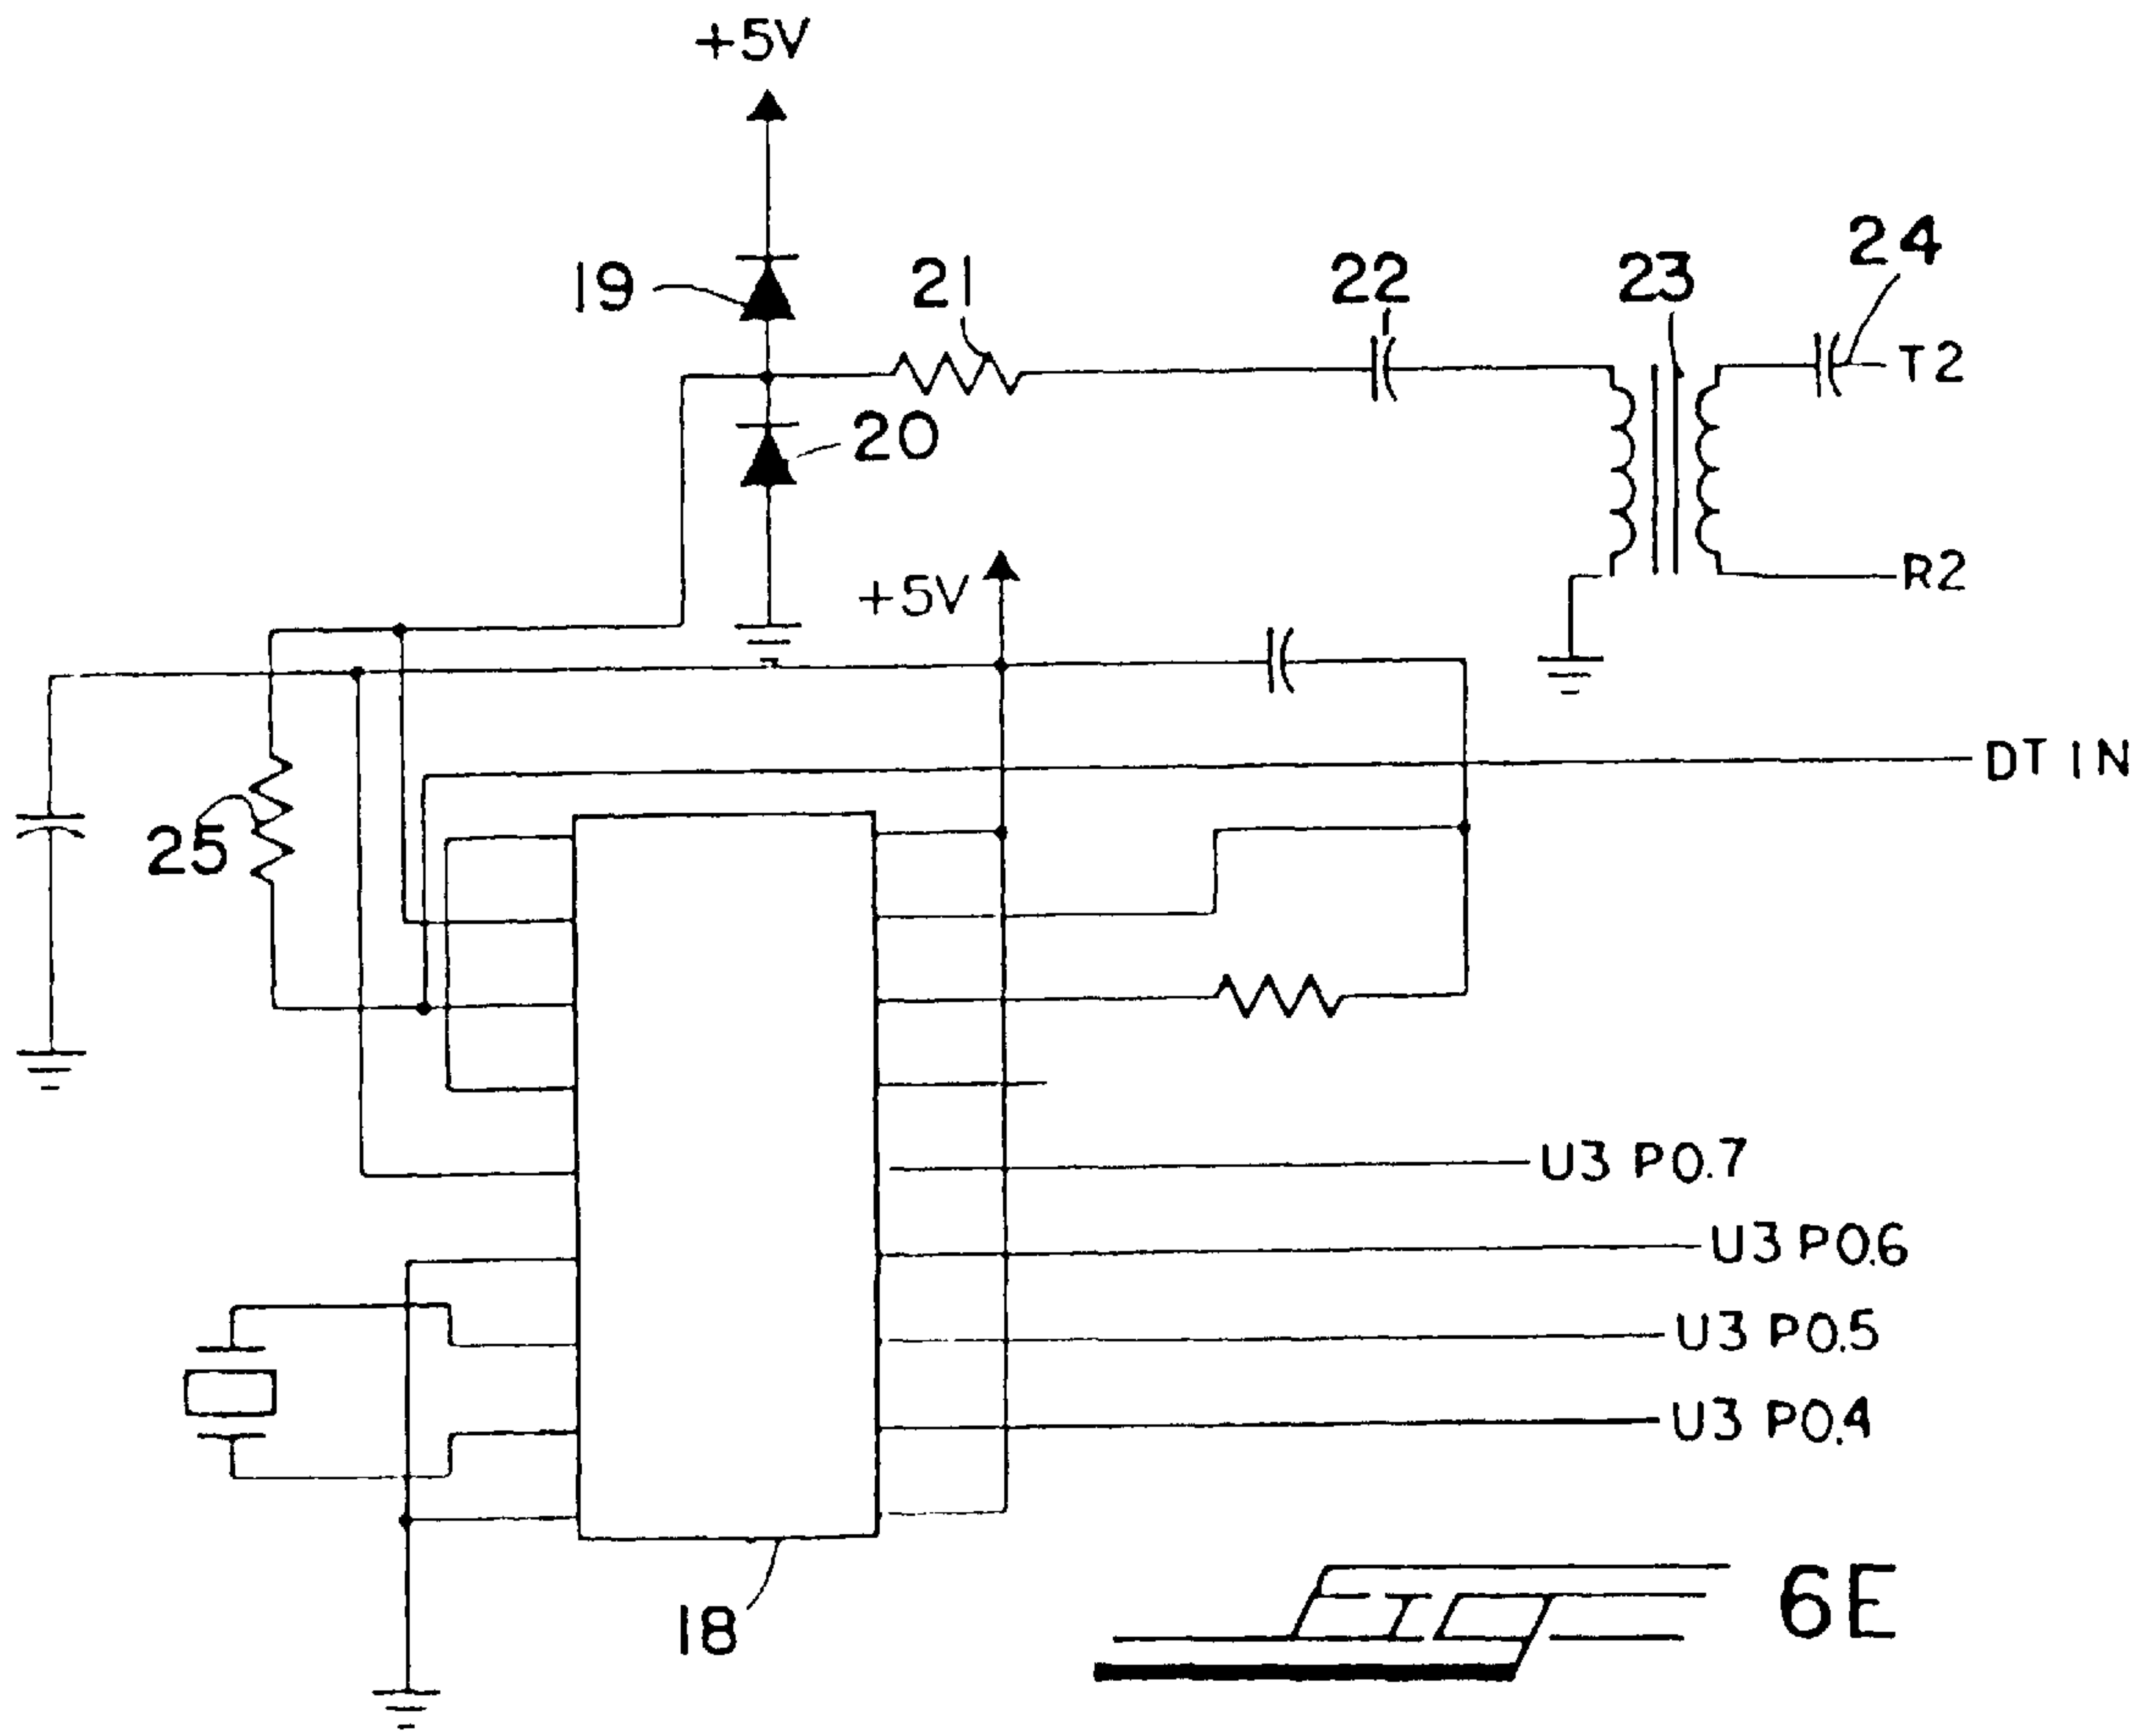 +5V
24
19
21
22
23
T2
20
+5V
R2
DT IN
25
U3 P0.7
U3 P0.6
U3 P0.5
U3 P0.4
18
FIG 6E